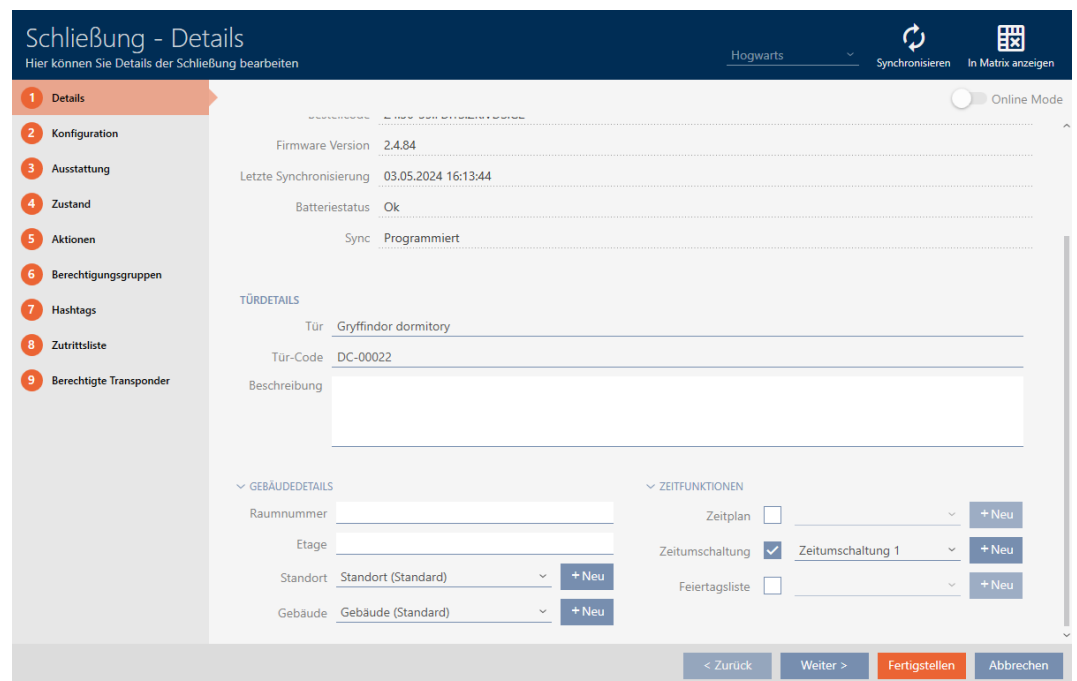 Schließung - Details
Hier können Sie Details der Schließung bearbeiten
Hogwarts
Synchronisieren
In Matrix anzeigen
Online Mode
1 Details
2 Konfiguration
3 Ausstattung
4 Zustand
5 Aktionen
6 Berechtigungsgruppen
7 Hashtags
8 Zutrittsliste
9 Berechtigte Transponder
Firmware Version 2.4.84
Letzte Synchronisierung 03.05.2024 16:13:44
Batteriestatus Ok
Sync Programmiert
TÜRDETAILS
Tür Gryffindor dormitory
Tür-Code DC-00022
Beschreibung
GEBÄUDEDETAILS
Raumnummer
Etage
Standort Standort (Standard) + Neu
Gebäude Gebäude (Standard) + Neu
ZEITFUNKTIONEN
Zeitplan + Neu
Zeitumschaltung Zeitumschaltung 1 + Neu
Feiertagsliste + Neu
< Zurück Weiter > Fertigstellen Abbrechen